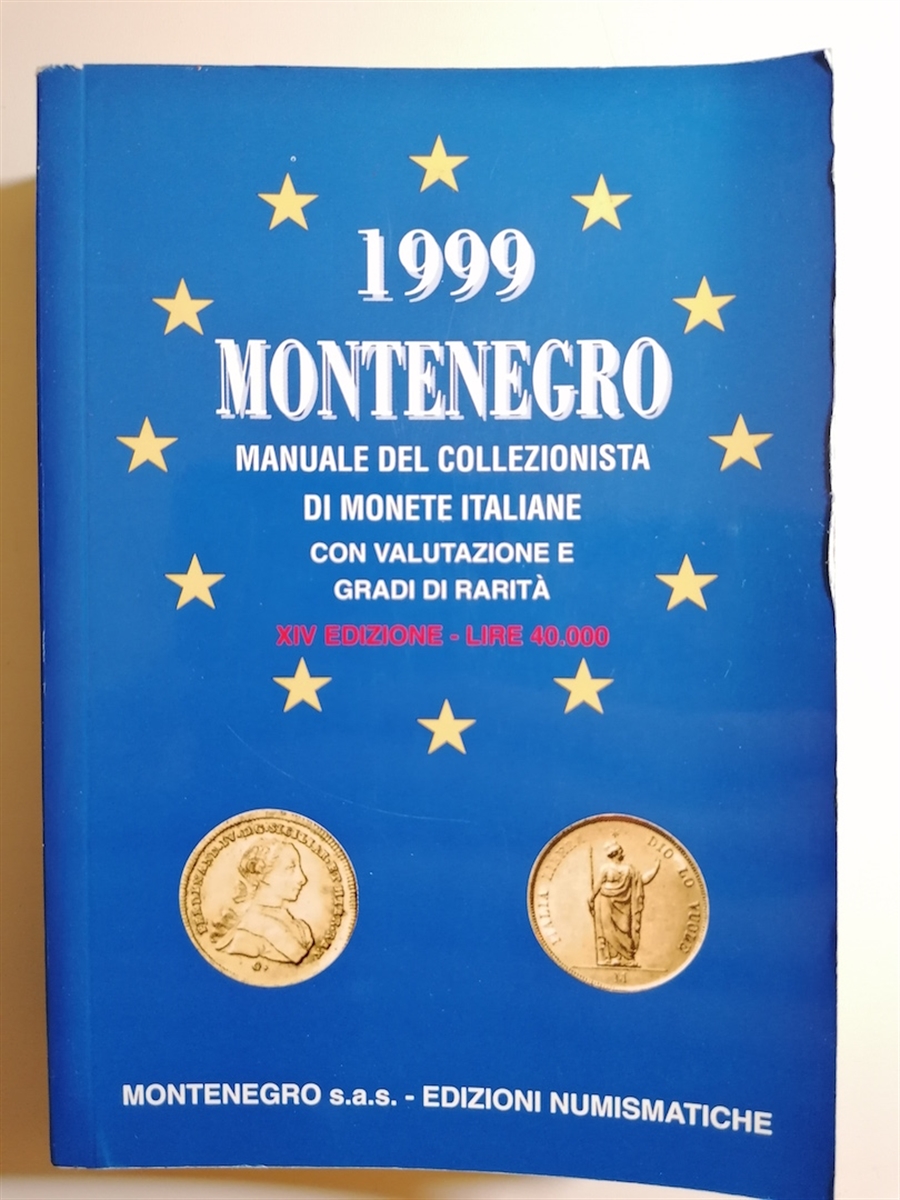 1999
MONTENEGRO
MANUALE DEL COLLEZIONISTA
DI MONETE ITALIANE
CON VALUTAZIONE E
GRADI DI RARITÀ
XIV EDIZIONE - LIRE 40.000
ITALIA LIBERA DIO LO VUOLE
M
MONTENEGRO s.a.s. - EDIZIONI NUMISMATICHE